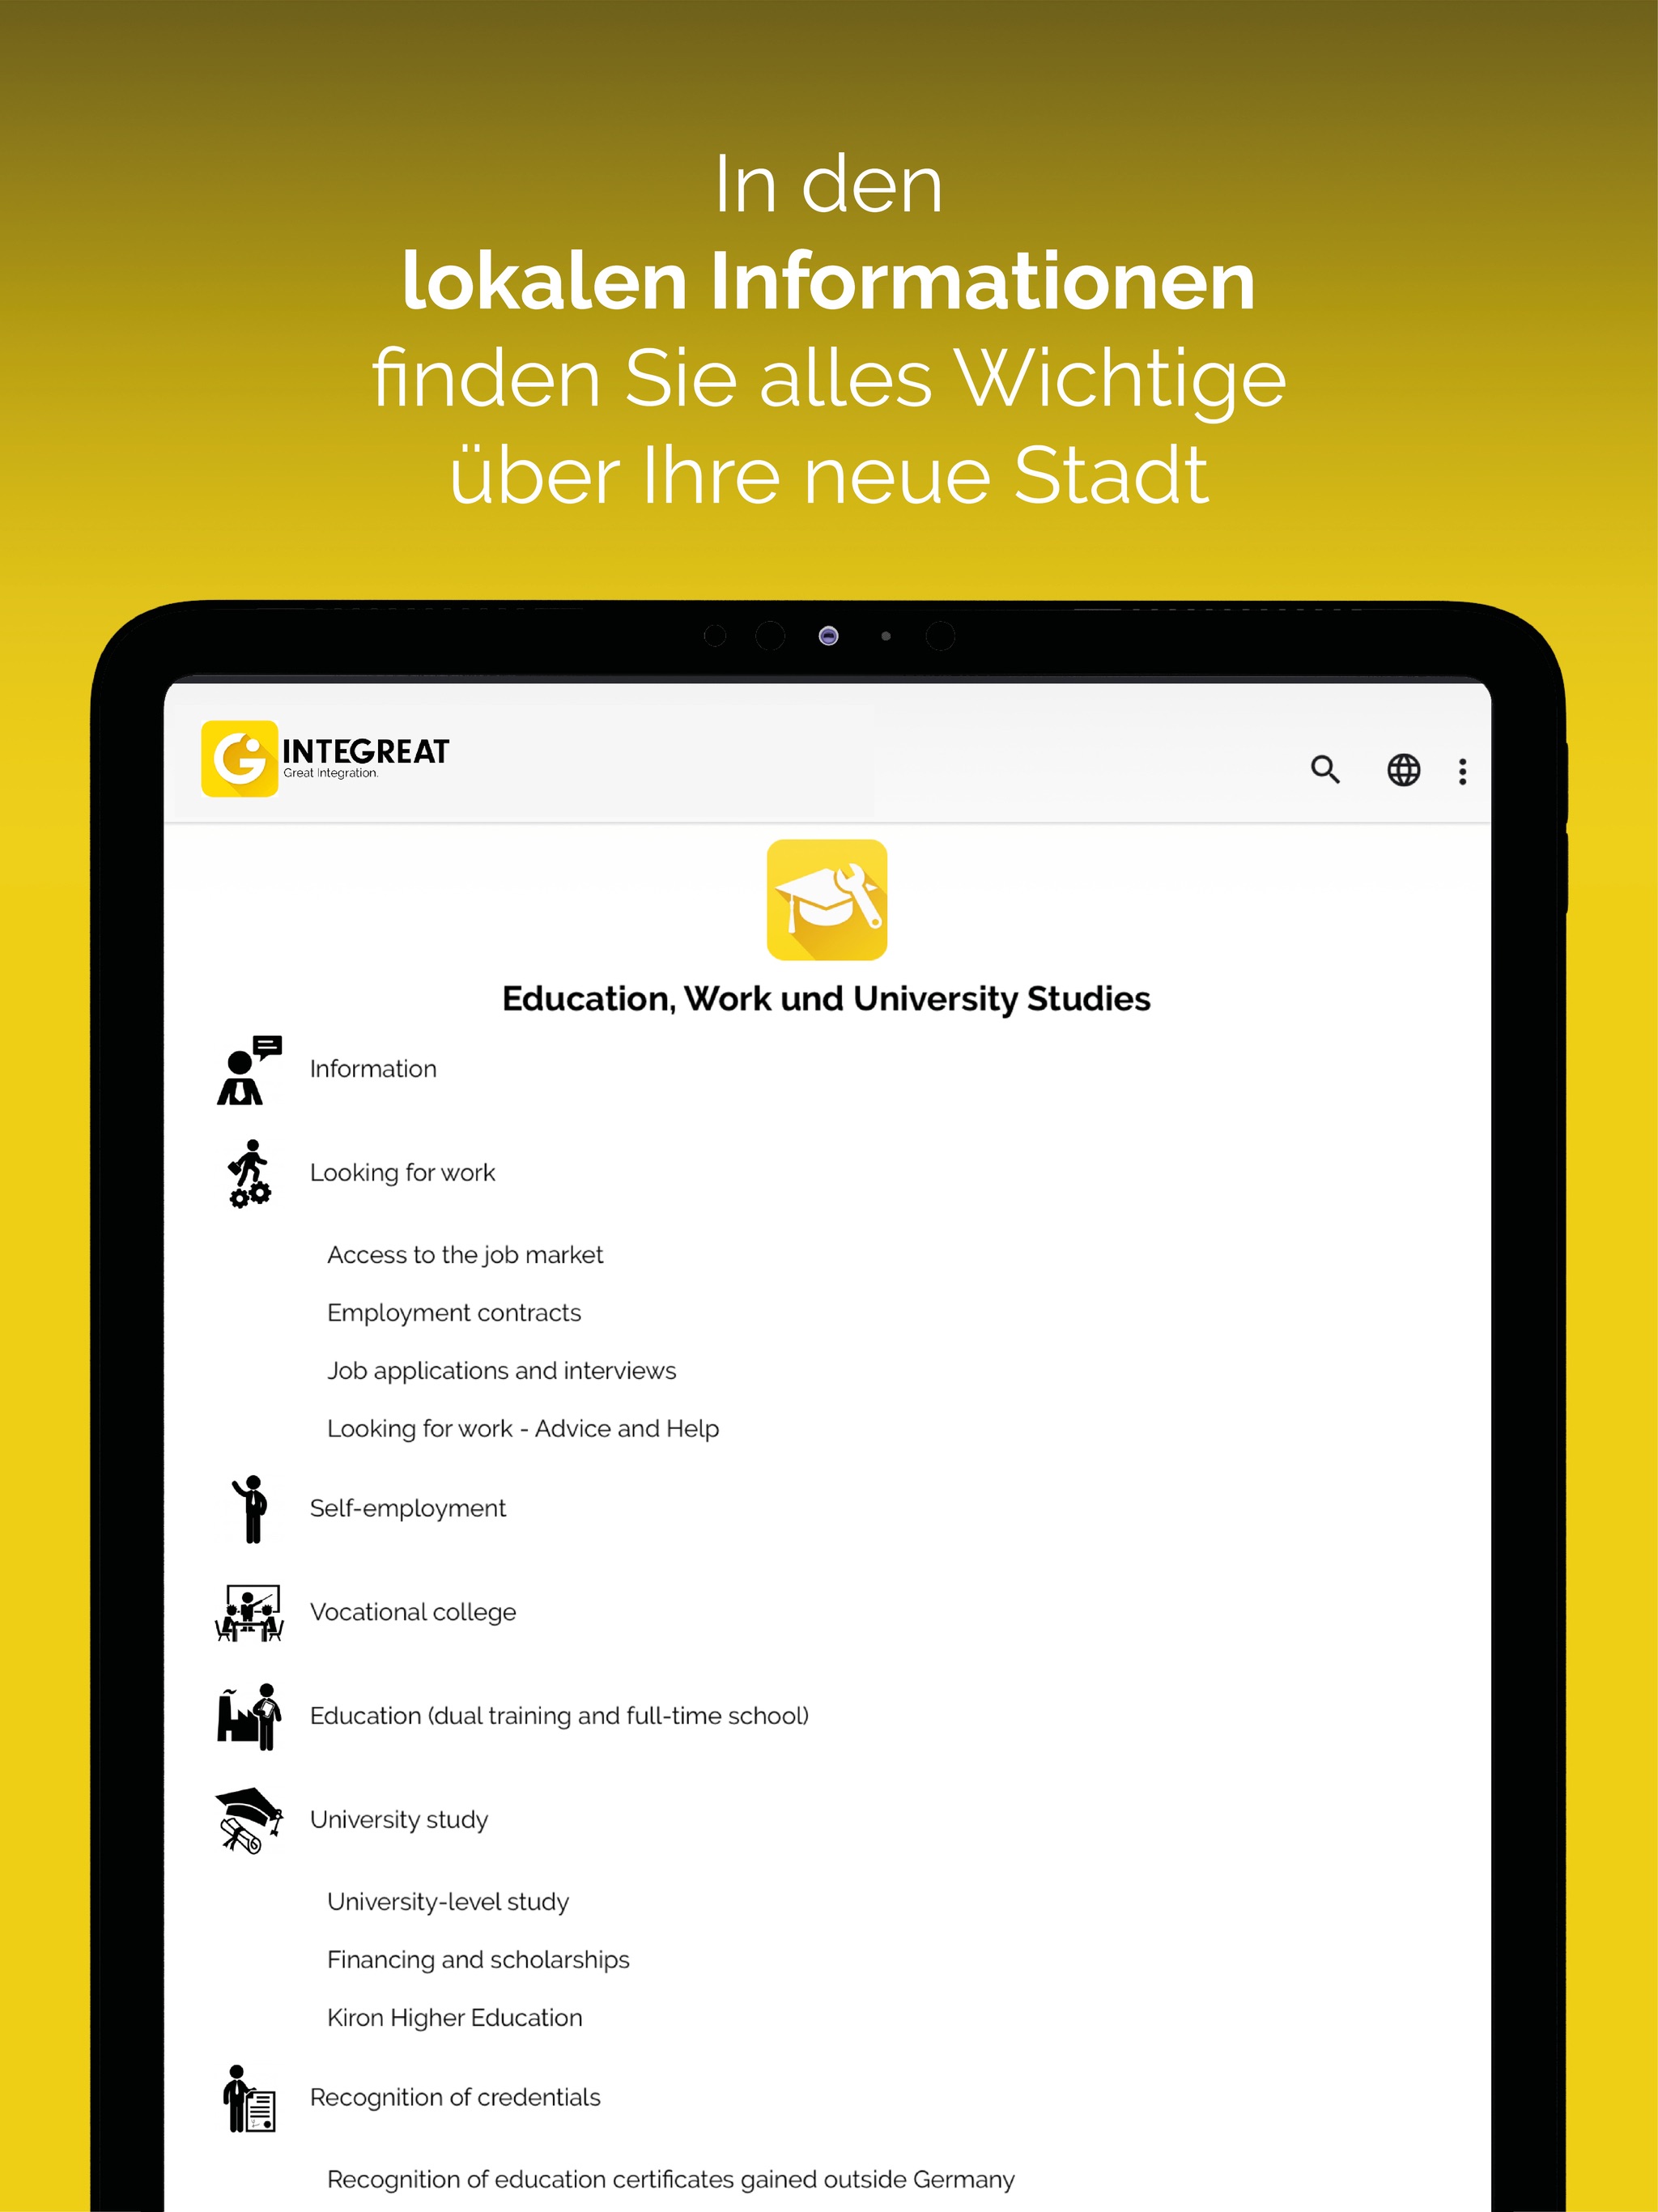 In den
lokalen Informationen
finden Sie alles Wichtige
über Ihre neue Stadt
INTEGREAT
Great Integration.
Education, Work und University Studies
Information
Looking for work
Access to the job market
Employment contracts
Job applications and interviews
Looking for work - Advice and Help
Self-employment
Vocational college
Education (dual training and full-time school)
University study
University-level study
Financing and scholarships
Kiron Higher Education
Recognition of credentials
Recognition of education certificates gained outside Germany